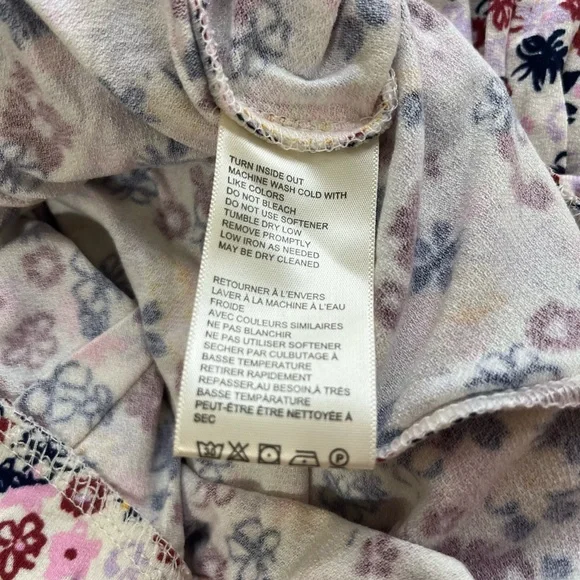 TURN INSIDE OUT
MACHINE WASH COLD WITH
LIKE COLORS
DO NOT BLEACH
DO NOT USE SOFTENER
TUMBLE DRY LOW
REMOVE PROMPTLY
LOW IRON AS NEEDED
MAY BE DRY CLEANED
RETOURNER À L'ENVERS
LAVER À LA MACHINE À L'EAU
FROIDE
AVEC COULEURS SIMILAIRES
NE PAS BLANCHIR
NE PAS UTILISER SOFTENER
SECHER PAR CULBUTAGE À
BASSE TEMPERATURE
RETIRER RAPIDEMENT
REPASSER,AU BESOIN,À TRÈS
BASSE TEMPÀRATURE
PEUT-ÊTRE ÊTRE NETTOYÉE À
SEC
30 P